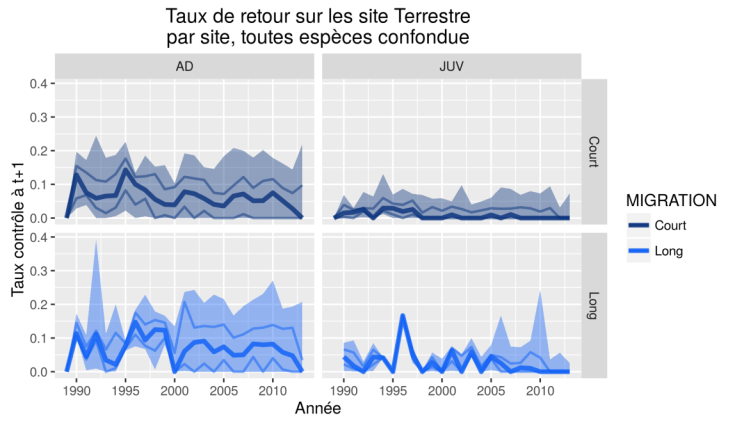 Taux de retour sur les site Terrestre
par site, toutes espèces confondue
AD
JUV
0.4
0.3
0.2
0.1
0.0
Court
0.4
0.3
0.2
0.1
0.0
Long
Taux contrôle à t+1
1990
1995
2000
2005
2010
1990
1995
2000
2005
2010
Année
MIGRATION
Court
Long